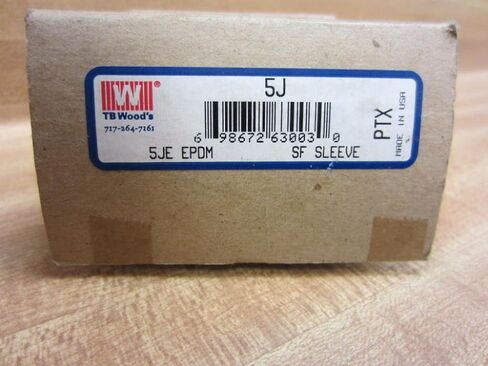 5J
W
®
TB Wood's
717-264-7161
6 98672 63003 0
5JE EPDM SF SLEEVE
PTX
MADE IN USA